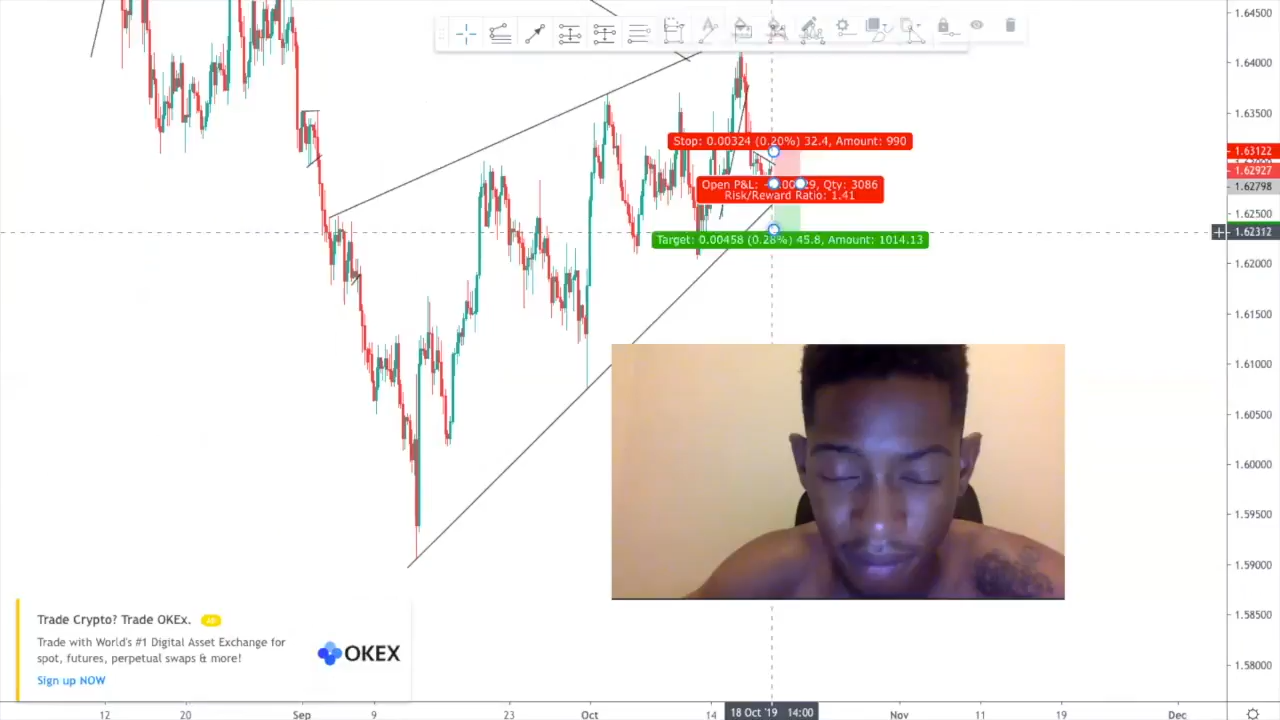 1.64500
1.64000
1.63500
Stop: 0.00324 (0.20%) 32.4, Amount: 990
1.63122
1.62927
Open P&L: 29, Qty: 3086
1.62798
Risk/Reward Ratio: 1.41
1.62500
Target: 0.00458 (0.28%) 45.8, Amount: 1014.13
1.62312
1.62000
1.61500
1.61000
1.60500
1.60000
1.59500
1.59000
1.58500
1.58000
Trade Crypto? Trade OKEx.
Trade with World's #1 Digital Asset Exchange for
spot, futures, perpetual swaps & more!
OKEX
Sign up NOW
12 20 Sep 9 23 Oct 14 18 Oct '19 14:00 Nov 11 19 Dec